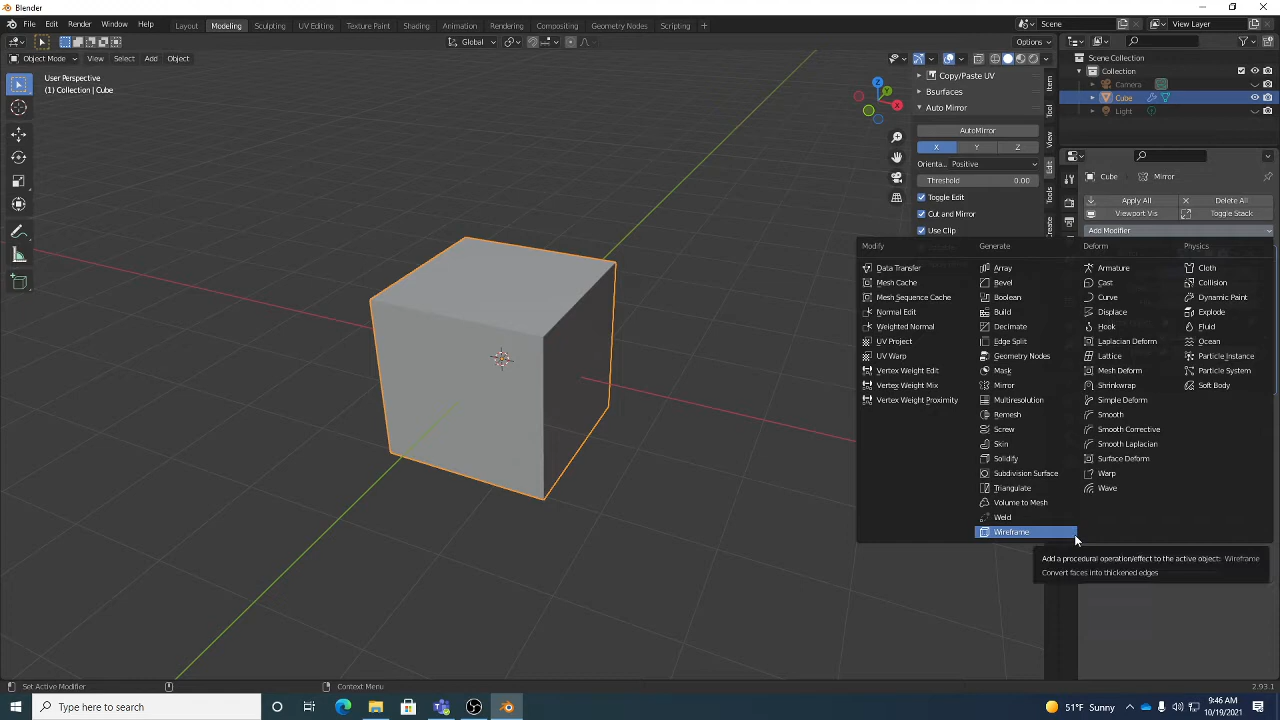 Blender
File Edit Render Window Help
Layout Modeling Sculpting UV Editing Texture Paint Shading Animation Rendering Compositing Geometry Nodes Scripting +
Scene View Layer
Global Options
Object Mode View Select Add Object
User Perspective
(1) Collection | Cube
Z
Y
X
Copy/Paste UV
Bsurfaces
Auto Mirror
AutoMirror
X Y Z
Orienta.. Positive
Threshold 0.00
Toggle Edit
Cut and Mirror
Use Clip
Item
Tool
View
Edit
Tools
Create
Scene Collection
Collection
Camera
Cube
Light
Cube Mirror
Apply All Delete All
Viewport Vis Toggle Stack
Add Modifier
Modify Generate Deform Physics
Data Transfer Array Armature Cloth
Mesh Cache Bevel Cast Collision
Mesh Sequence Cache Boolean Curve Dynamic Paint
Normal Edit Build Displace Explode
Weighted Normal Decimate Hook Fluid
UV Project Edge Split Laplacian Deform Ocean
UV Warp Geometry Nodes Lattice Particle Instance
Vertex Weight Edit Mask Mesh Deform Particle System
Vertex Weight Mix Mirror Shrinkwrap Soft Body
Vertex Weight Proximity Multiresolution Simple Deform
Remesh Smooth
Screw Smooth Corrective
Skin Smooth Laplacian
Solidify Surface Deform
Subdivision Surface Warp
Triangulate Wave
Volume to Mesh
Weld
Wireframe
Add a procedural operation/effect to the active object: Wireframe
Convert faces into thickened edges
Set Active Modifier Context Menu 2.93.1
Type here to search
51°F Sunny
9:46 AM
10/19/2021